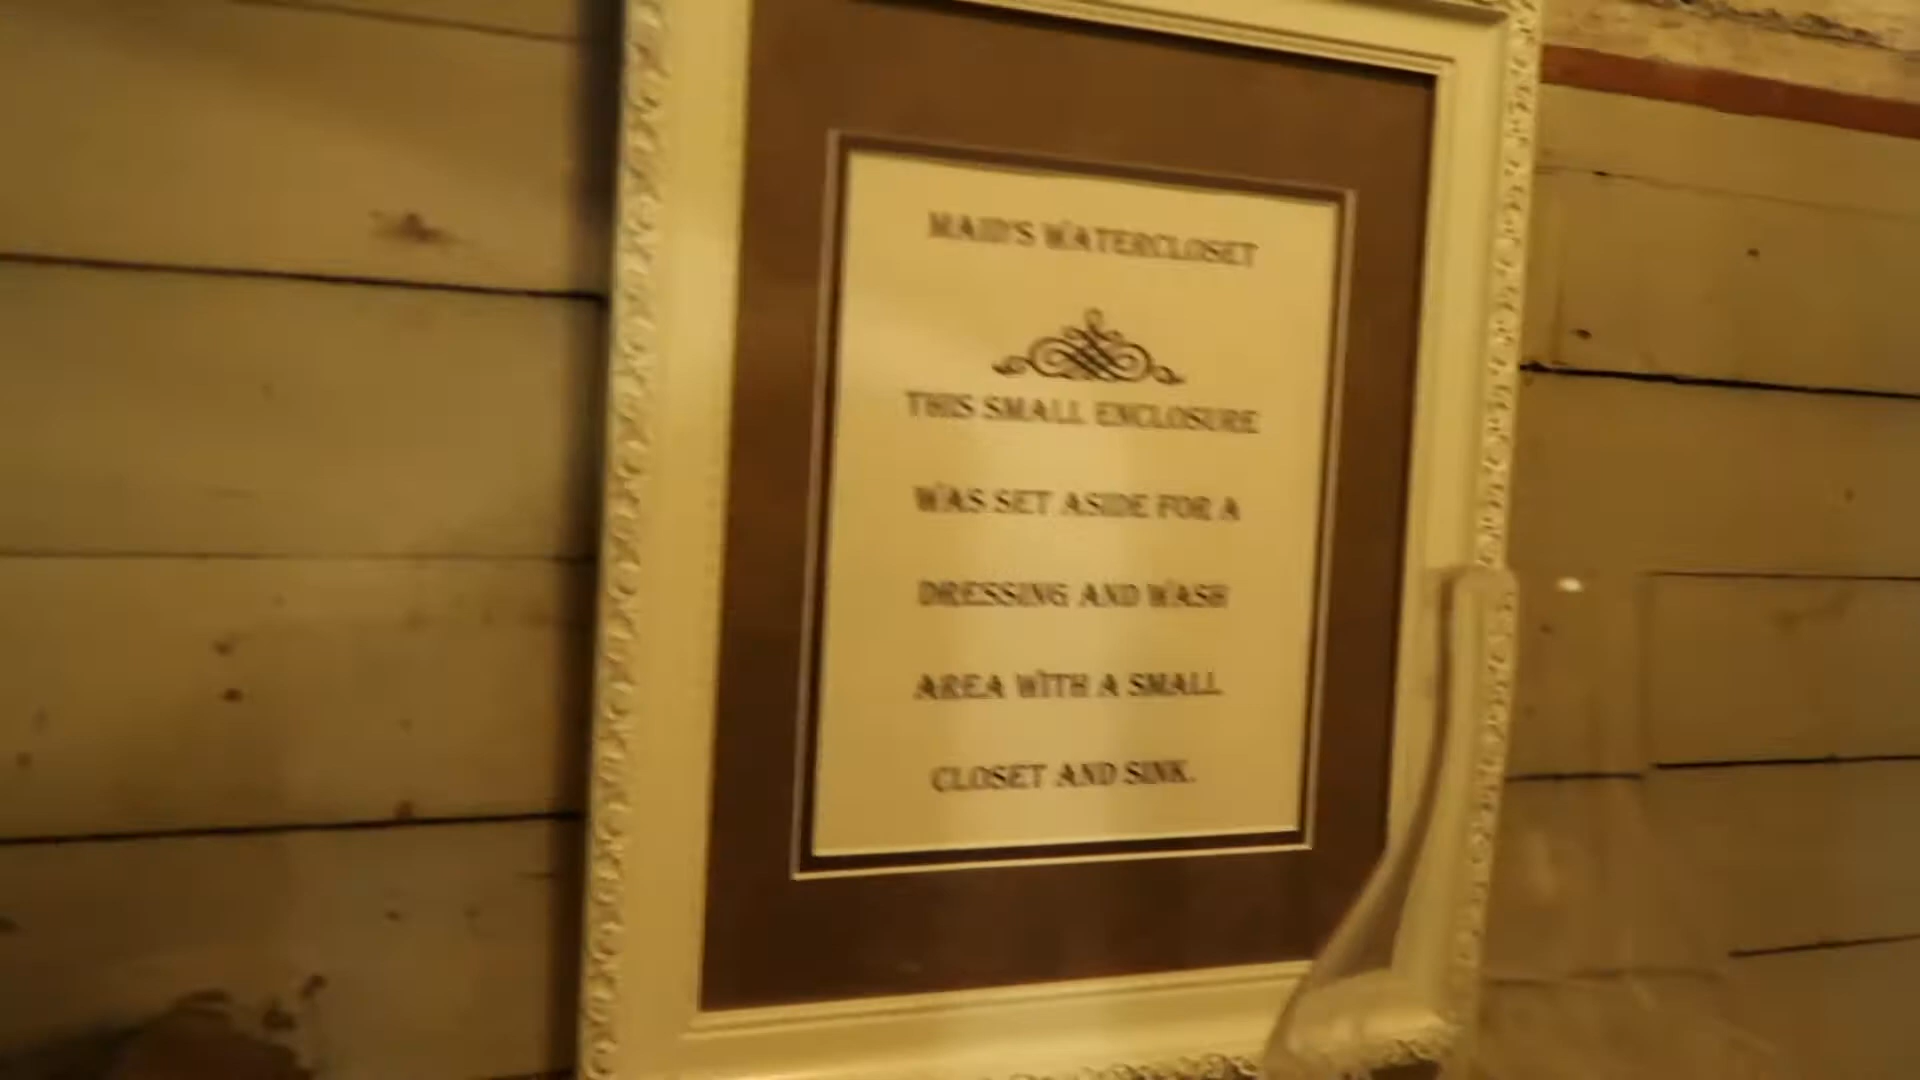 MAID'S WATERCLOSET
THIS SMALL ENCLOSURE
WAS SET ASIDE FOR A
DRESSING AND WASH
AREA WITH A SMALL
CLOSET AND SINK.